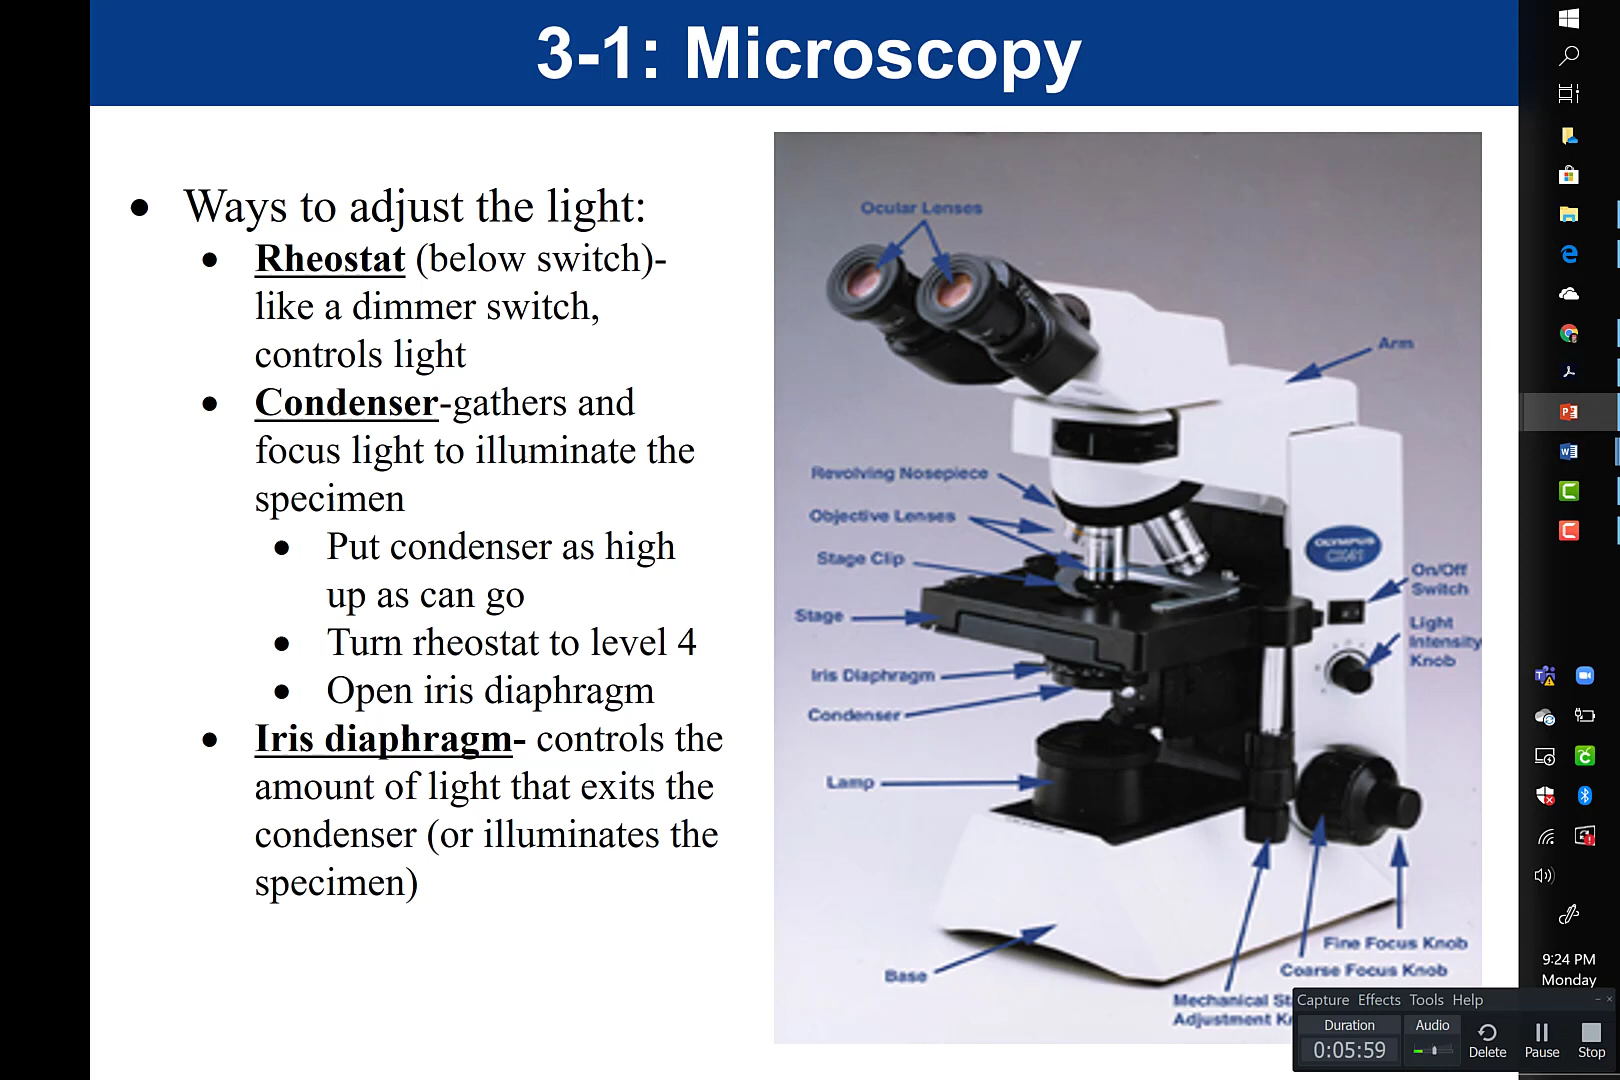 3-1: Microscopy
• Ways to adjust the light:
• Rheostat (below switch)-
like a dimmer switch,
controls light
• Condenser-gathers and
focus light to illuminate the
specimen
• Put condenser as high
up as can go
• Turn rheostat to level 4
• Open iris diaphragm
• Iris diaphragm- controls the
amount of light that exits the
condenser (or illuminates the
specimen)
Ocular Lenses
Arm
Revolving Nosepiece
Objective Lenses
Stage Clip
Stage
Iris Diaphragm
Condenser
Lamp
Base
OLYMPUS
CX41
On/Off
Switch
Light
Intensity
Knob
Fine Focus Knob
Coarse Focus Knob
Mechanical
Adjustment
Capture Effects Tools Help
Duration
0:05:59
Audio
Delete
Pause
Stop
9:24 PM
Monday